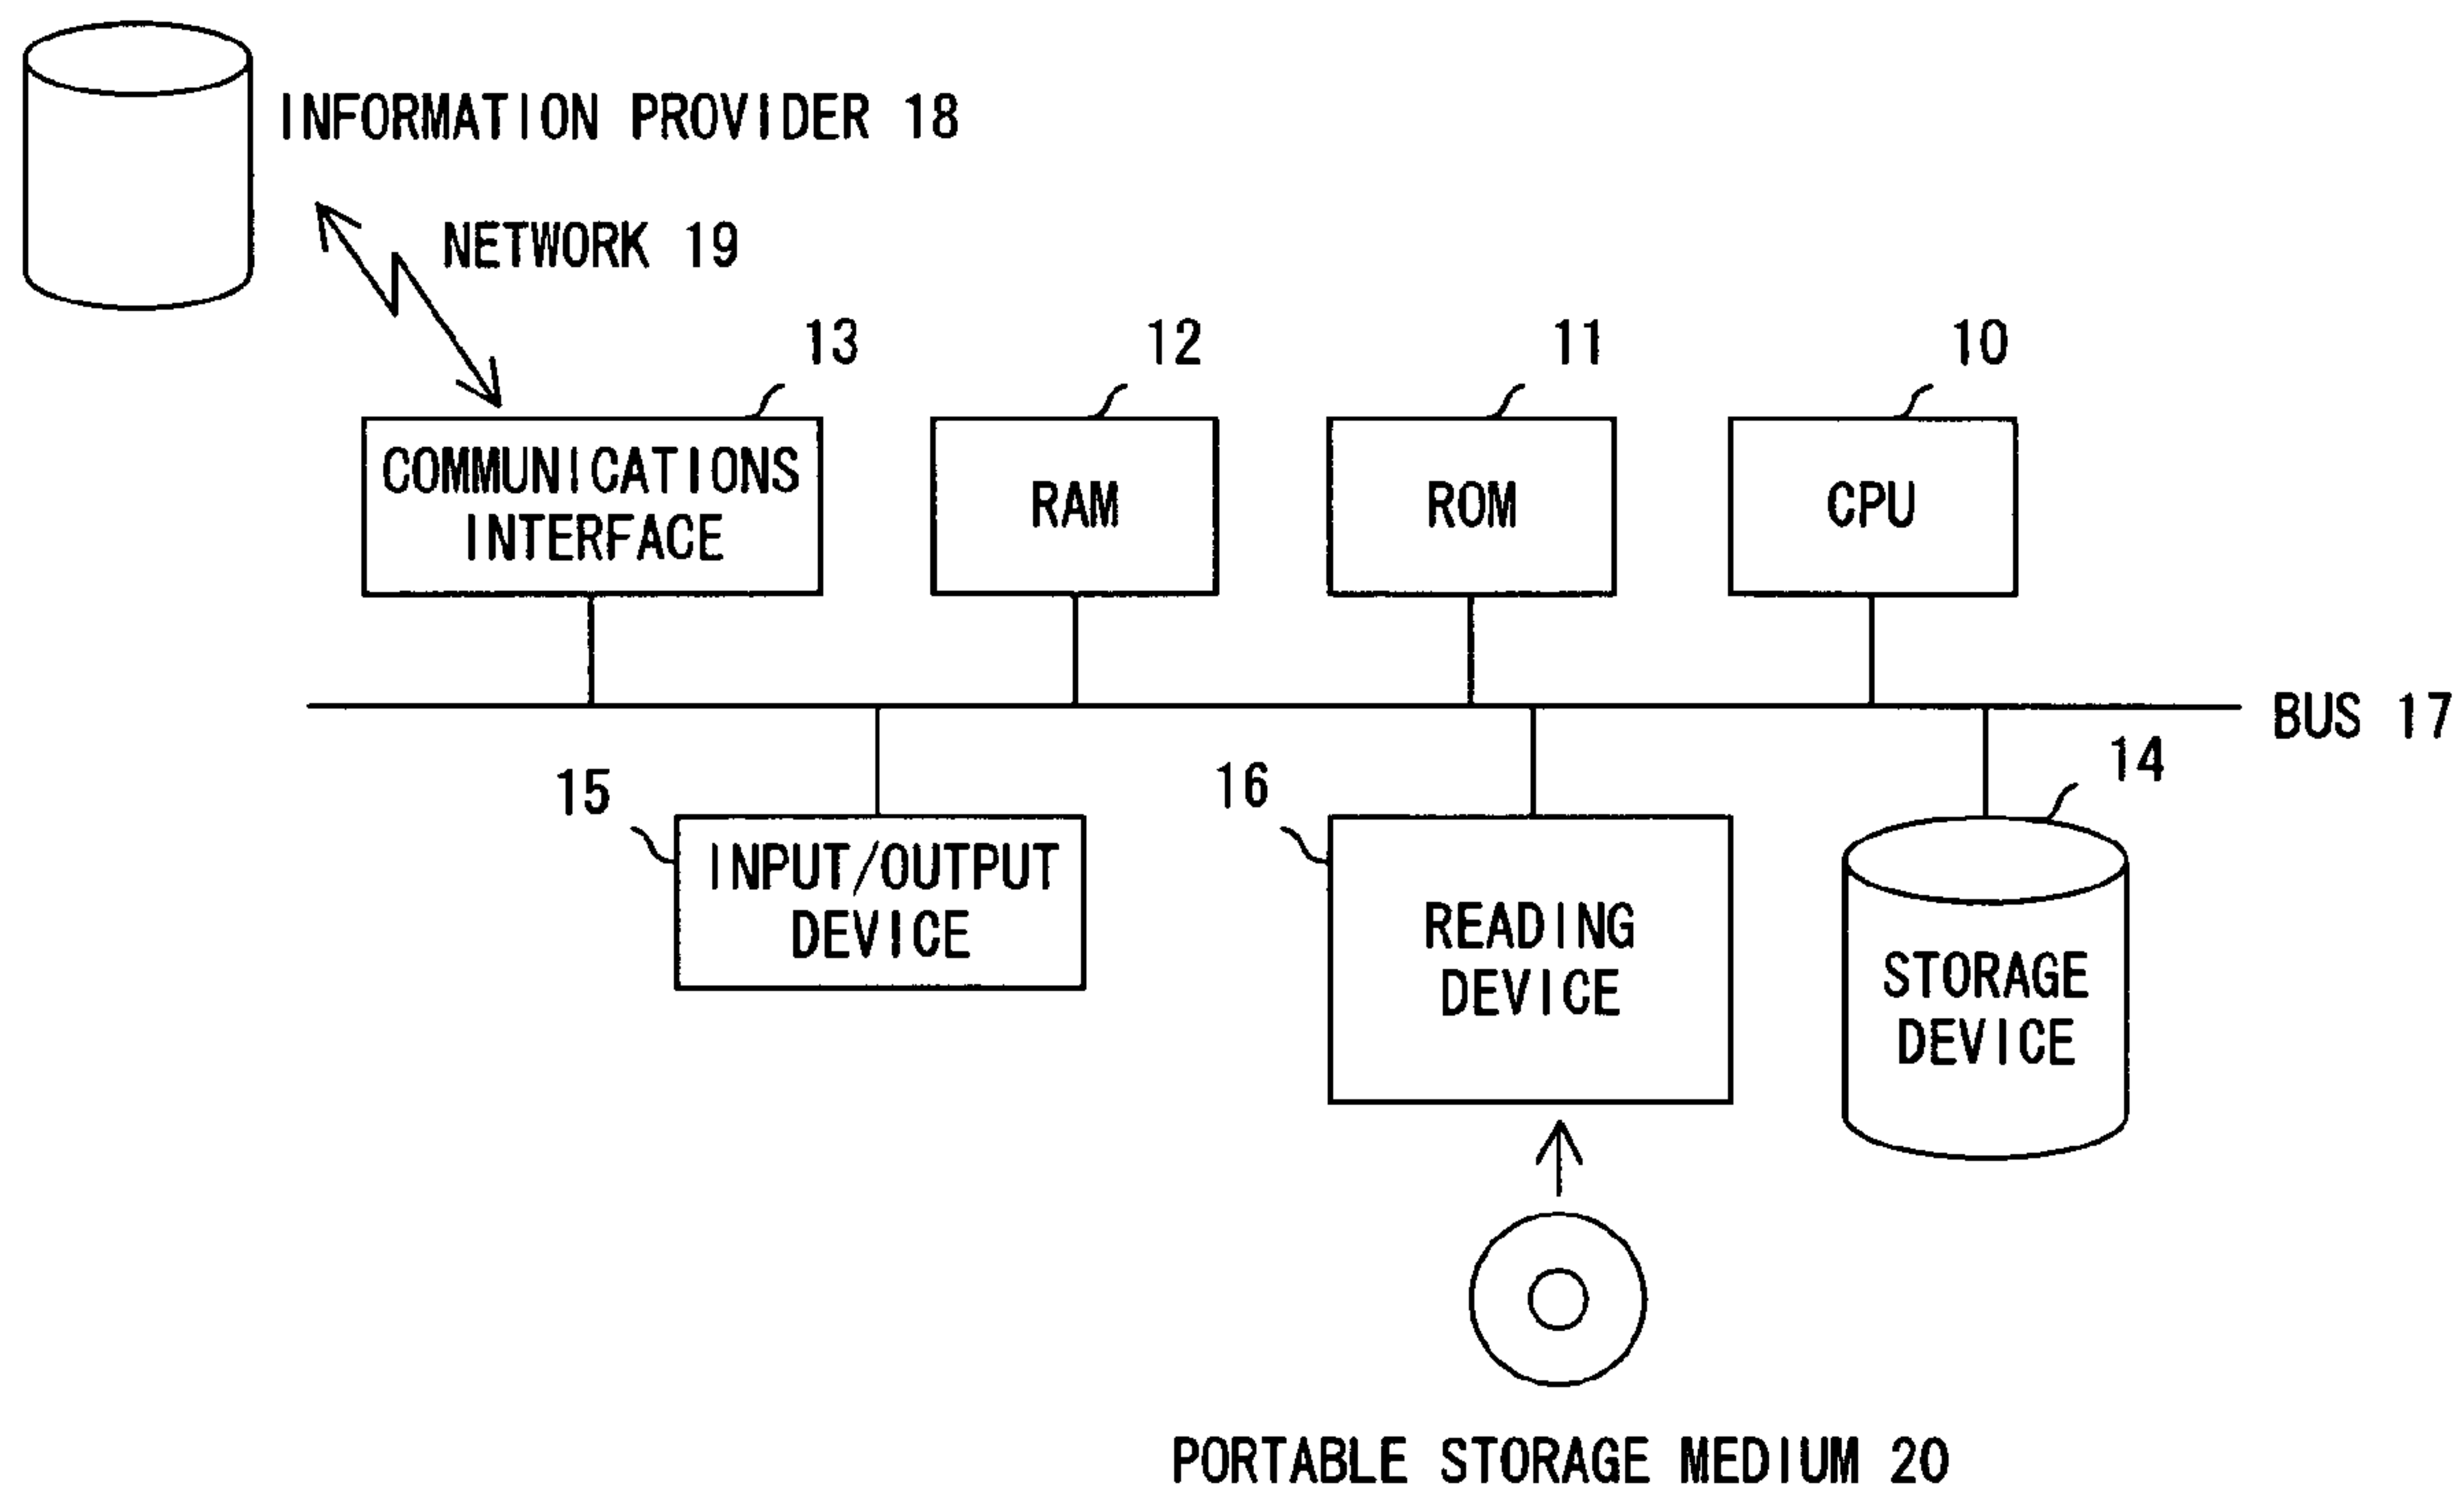 INFORMATION PROVIDER 18
NETWORK 19
13
12
11
10
COMMUNICATIONS
INTERFACE
RAM
ROM
CPU
BUS 17
15
16
14
INPUT/OUTPUT
DEVICE
READING
DEVICE
STORAGE
DEVICE
PORTABLE STORAGE MEDIUM 20